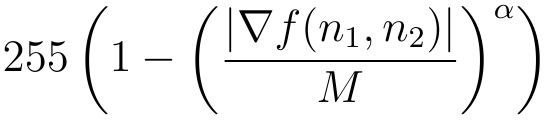 255 \left( 1 - \left( \frac{|\nabla f(n_1, n_2)|}{M} \right)^{\alpha} \right)